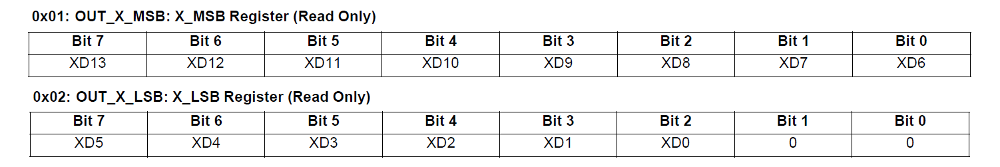 0x01: OUT_X_MSB: X_MSB Register (Read Only)
Bit 7 Bit 6 Bit 5 Bit 4 Bit 3 Bit 2 Bit 1 Bit 0
XD13 XD12 XD11 XD10 XD9 XD8 XD7 XD6
0x02: OUT_X_LSB: X_LSB Register (Read Only)
Bit 7 Bit 6 Bit 5 Bit 4 Bit 3 Bit 2 Bit 1 Bit 0
XD5 XD4 XD3 XD2 XD1 XD0 0 0